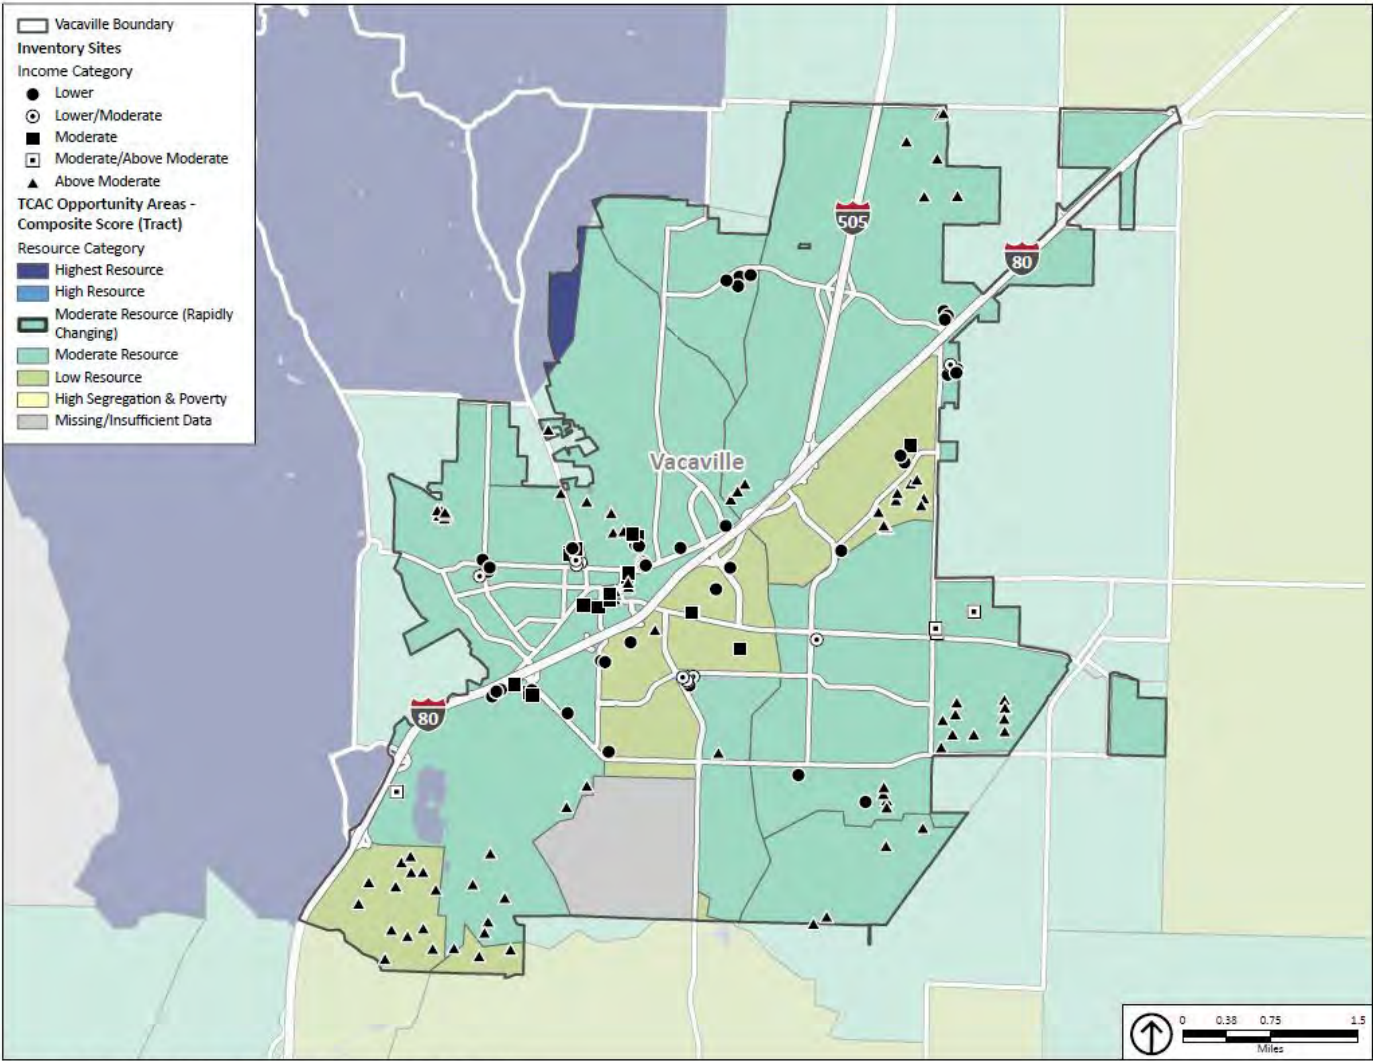 Vacaville Boundary
Inventory Sites
Income Category
Lower
Lower/Moderate
Moderate
Moderate/Above Moderate
Above Moderate
TCAC Opportunity Areas -
Composite Score (Tract)
Resource Category
Highest Resource
High Resource
Moderate Resource (Rapidly
Changing)
Moderate Resource
Low Resource
High Segregation & Poverty
Missing/Insufficient Data
505
80
Vacaville
80
0 0.38 0.75 1.5
Miles